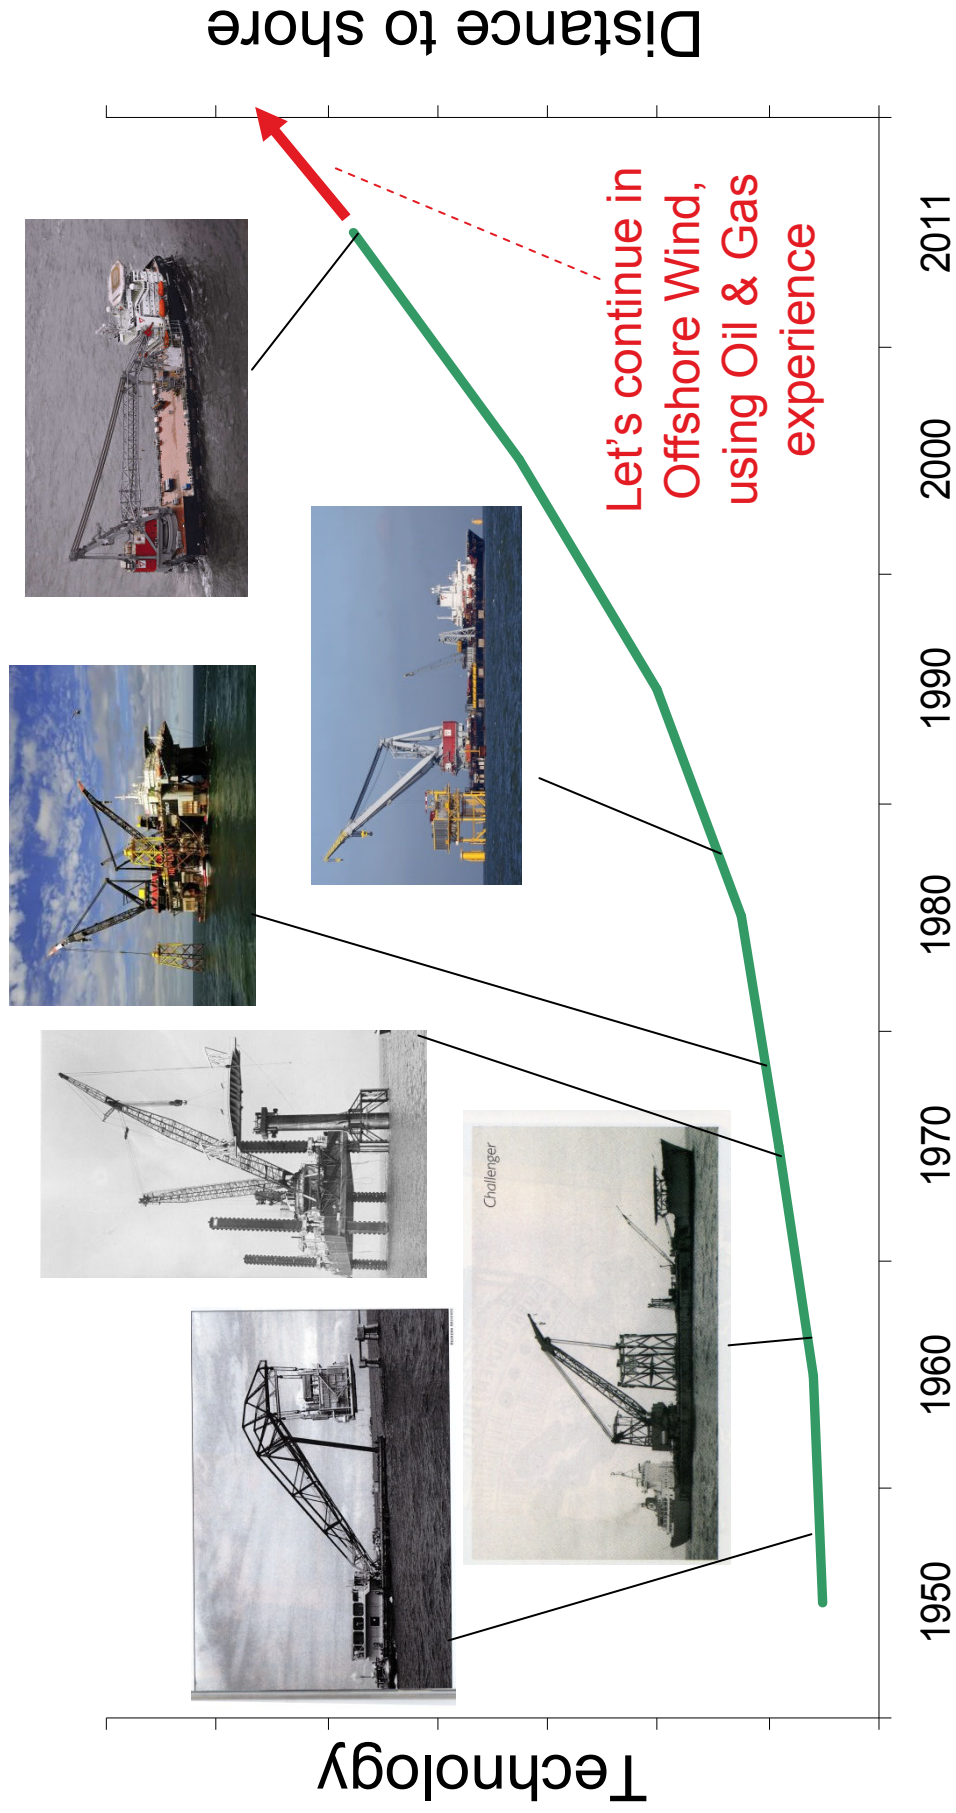 Technology
Distance to shore
Challenger
Let's continue in
Offshore Wind,
using Oil & Gas
experience
1950
1960
1970
1980
1990
2000
2011